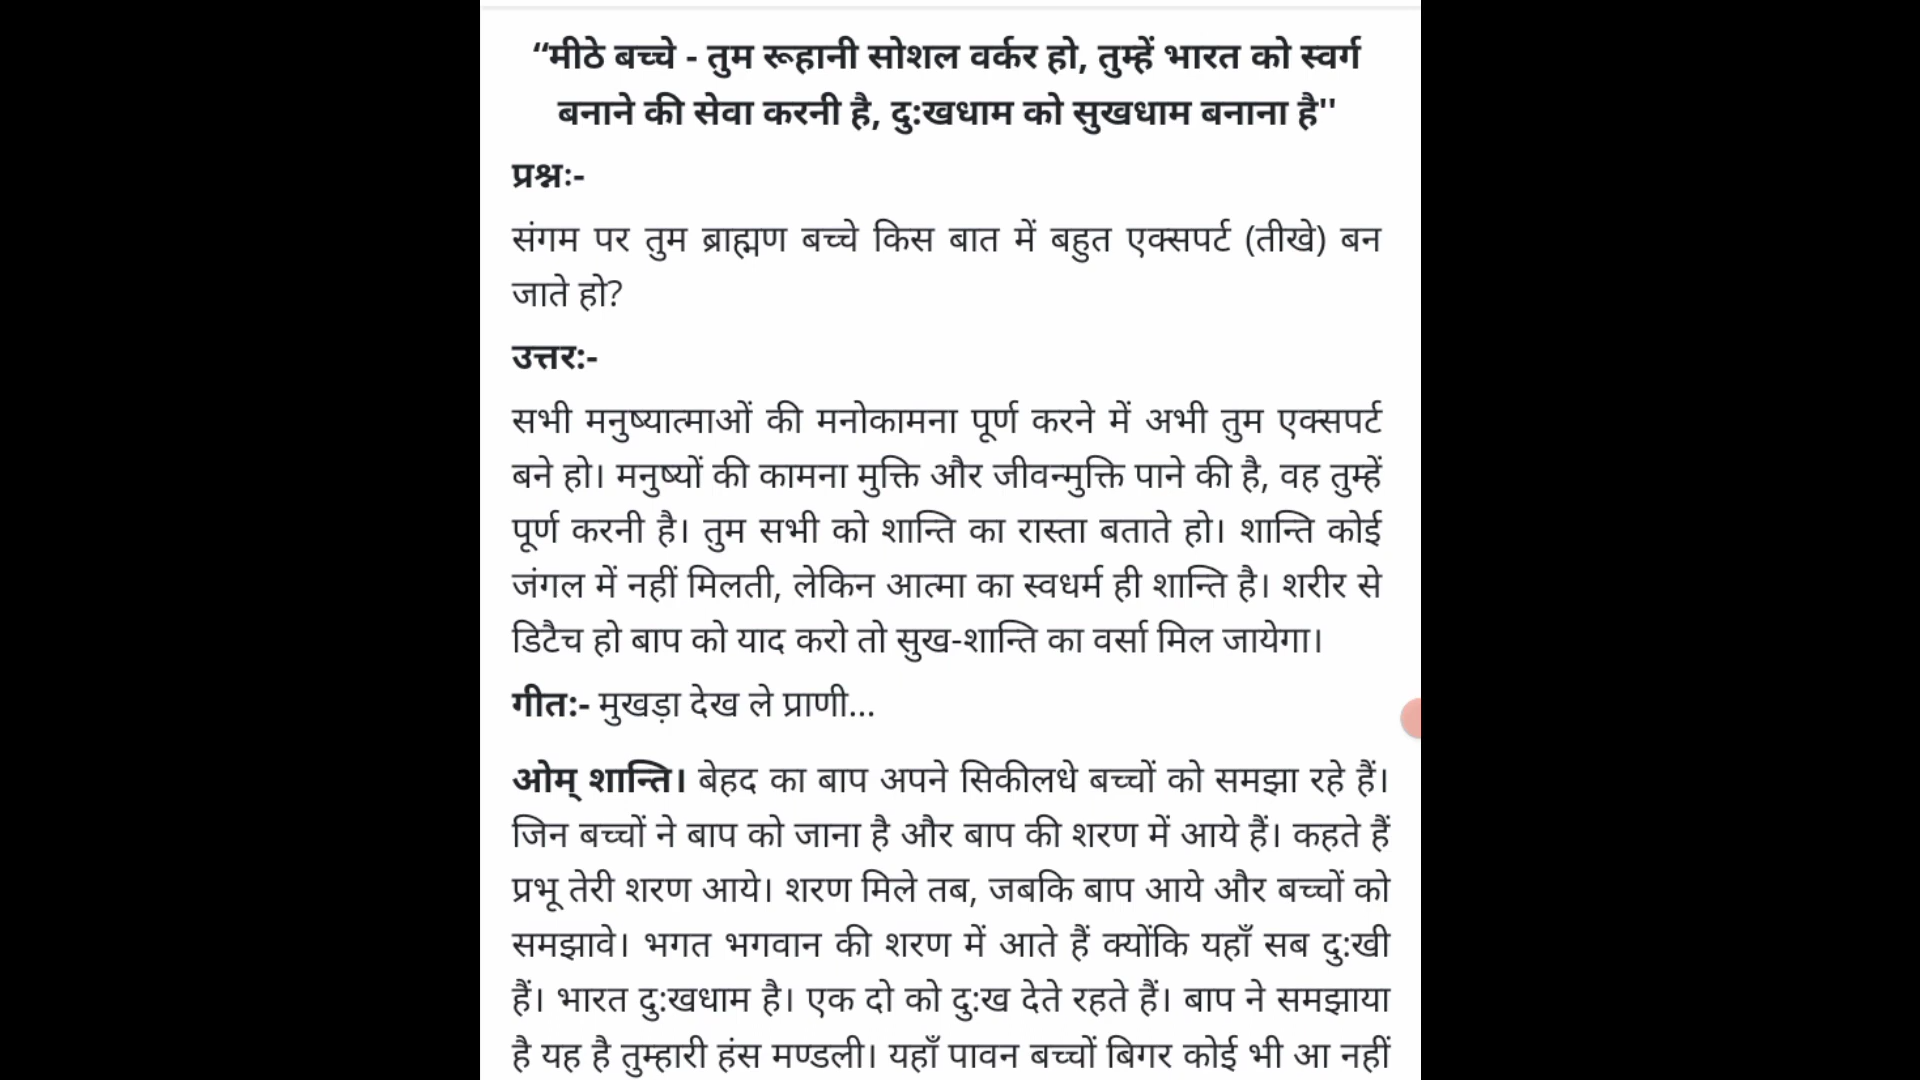 “मीठे बच्चे - तुम रूहानी सोशल वर्कर हो, तुम्हें भारत को स्वर्ग
बनाने की सेवा करनी है, दु:खधाम को सुखधाम बनाना है''
प्रश्नः-
संगम पर तुम ब्राह्मण बच्चे किस बात में बहुत एक्सपर्ट (तीखे) बन
जाते हो?
उत्तर:-
सभी मनुष्यात्माओं की मनोकामना पूर्ण करने में अभी तुम एक्सपर्ट
बने हो। मनुष्यों की कामना मुक्ति और जीवन्मुक्ति पाने की है, वह तुम्हें
पूर्ण करनी है। तुम सभी को शान्ति का रास्ता बताते हो। शान्ति कोई
जंगल में नहीं मिलती, लेकिन आत्मा का स्वधर्म ही शान्ति है। शरीर से
डिटैच हो बाप को याद करो तो सुख-शान्ति का वर्सा मिल जायेगा।
गीत:- मुखड़ा देख ले प्राणी...
ओम् शान्ति। बेहद का बाप अपने सिकीलधे बच्चों को समझा रहे हैं।
जिन बच्चों ने बाप को जाना है और बाप की शरण में आये हैं। कहते हैं
प्रभू तेरी शरण आये। शरण मिले तब, जबकि बाप आये और बच्चों को
समझावे। भगत भगवान की शरण में आते हैं क्योंकि यहाँ सब दु:खी
हैं। भारत दु:खधाम है। एक दो को दु:ख देते रहते हैं। बाप ने समझाया
है यह है तुम्हारी हंस मण्डली। यहाँ पावन बच्चों बिगर कोई भी आ नहीं